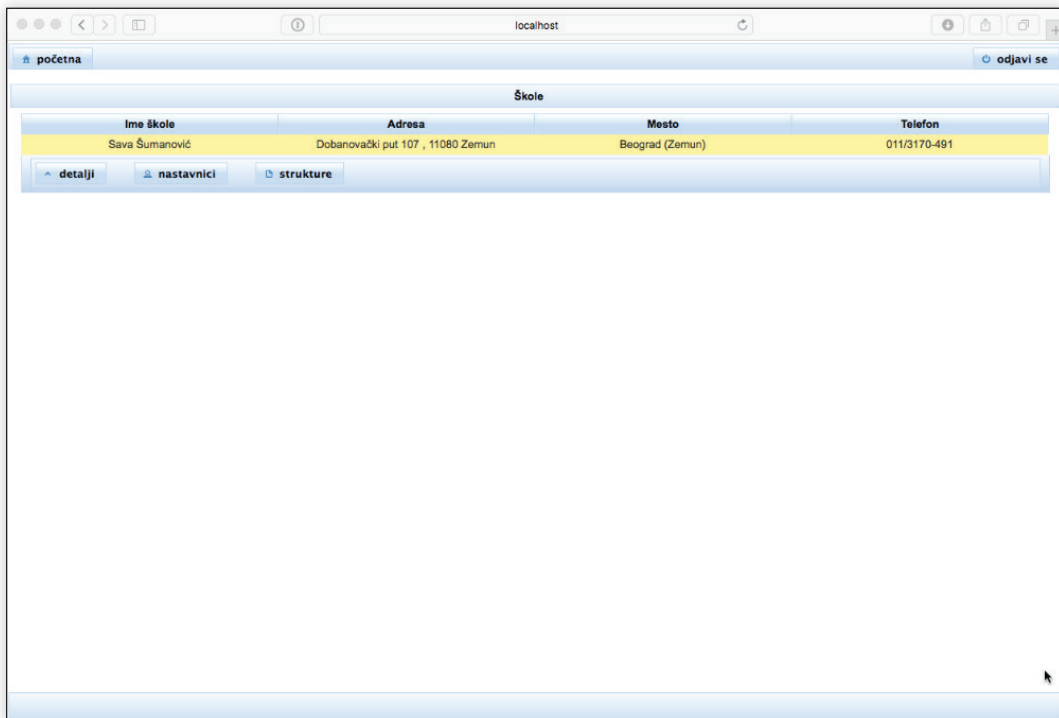 localhost
početna odjavi se
Škole
Ime škole Adresa Mesto Telefon
Sava Šumanović Dobanovački put 107 , 11080 Zemun Beograd (Zemun) 011/3170-491
detalji nastavnici strukture